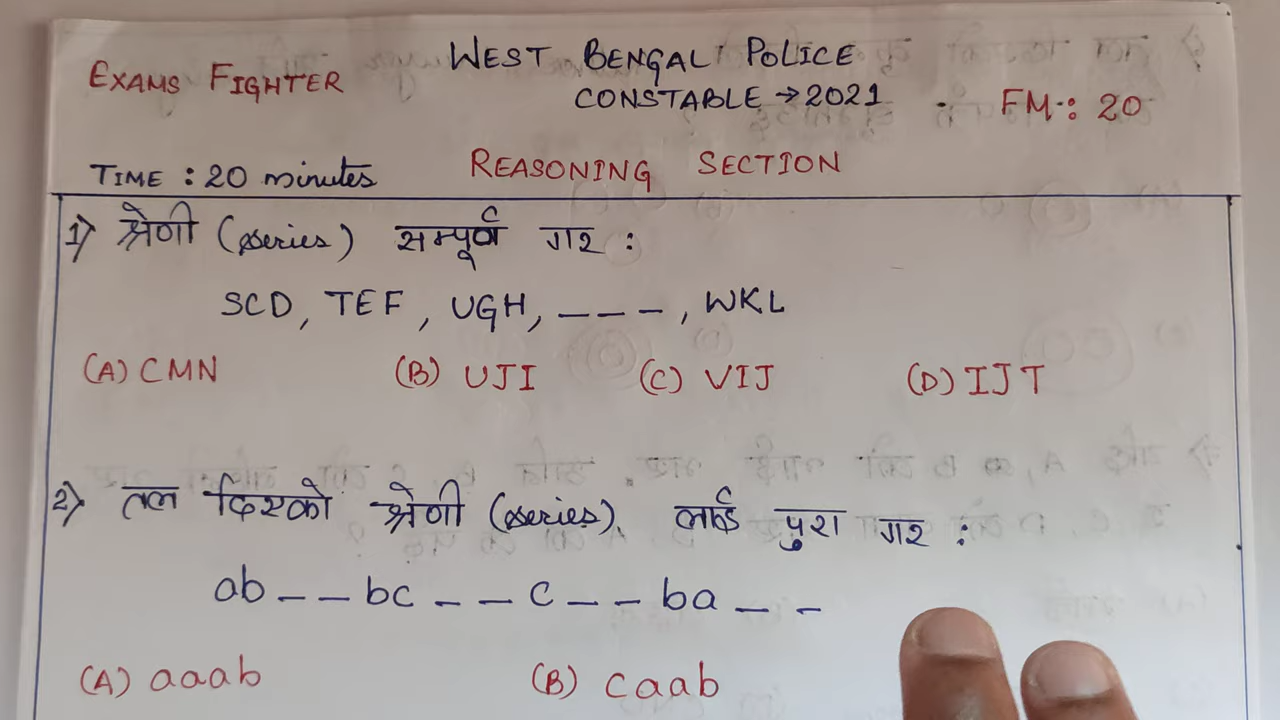 EXAMS FIGHTER
WEST BENGAL POLICE
CONSTABLE → 2021
FM : 20
TIME : 20 minutes
REASONING SECTION
1) श्रेणी (series) सम्पूर्ण गर :
SCD, TEF, UGH, _ _ _, WKL
(A) CMN (B) UJI (C) VIJ (D) IJT
2) तल दिएको श्रेणी (series). लाई पुरा गर :
ab _ _ bc _ _ c _ _ ba _ _
(A) aaab (B) caab